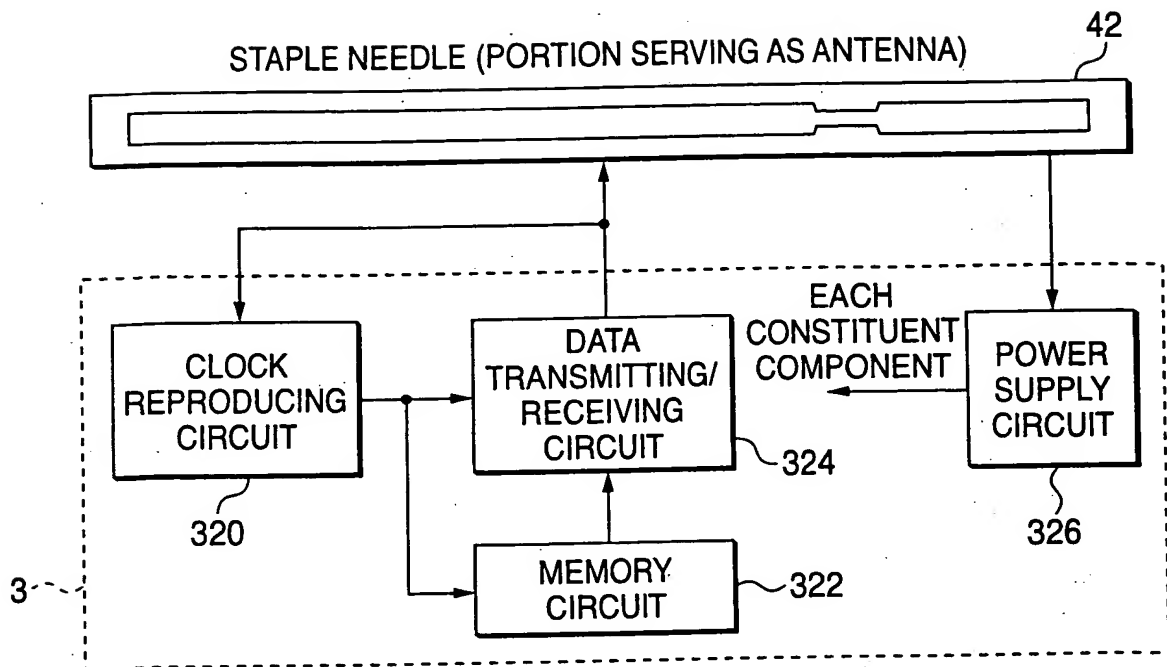 42
STAPLE NEEDLE (PORTION SERVING AS ANTENNA)
CLOCK
REPRODUCING
CIRCUIT
320
DATA
TRANSMITTING/
RECEIVING
CIRCUIT
324
EACH
CONSTITUENT
COMPONENT
POWER
SUPPLY
CIRCUIT
326
MEMORY
CIRCUIT
322
3